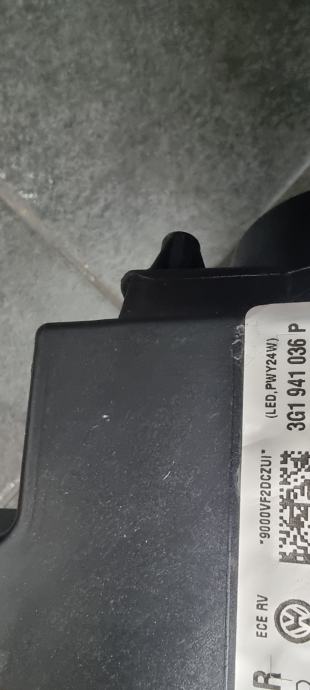 (LED,PWY24W)
3G1 941 036 P
"9000VF2DCZUI"
ECE RV
R